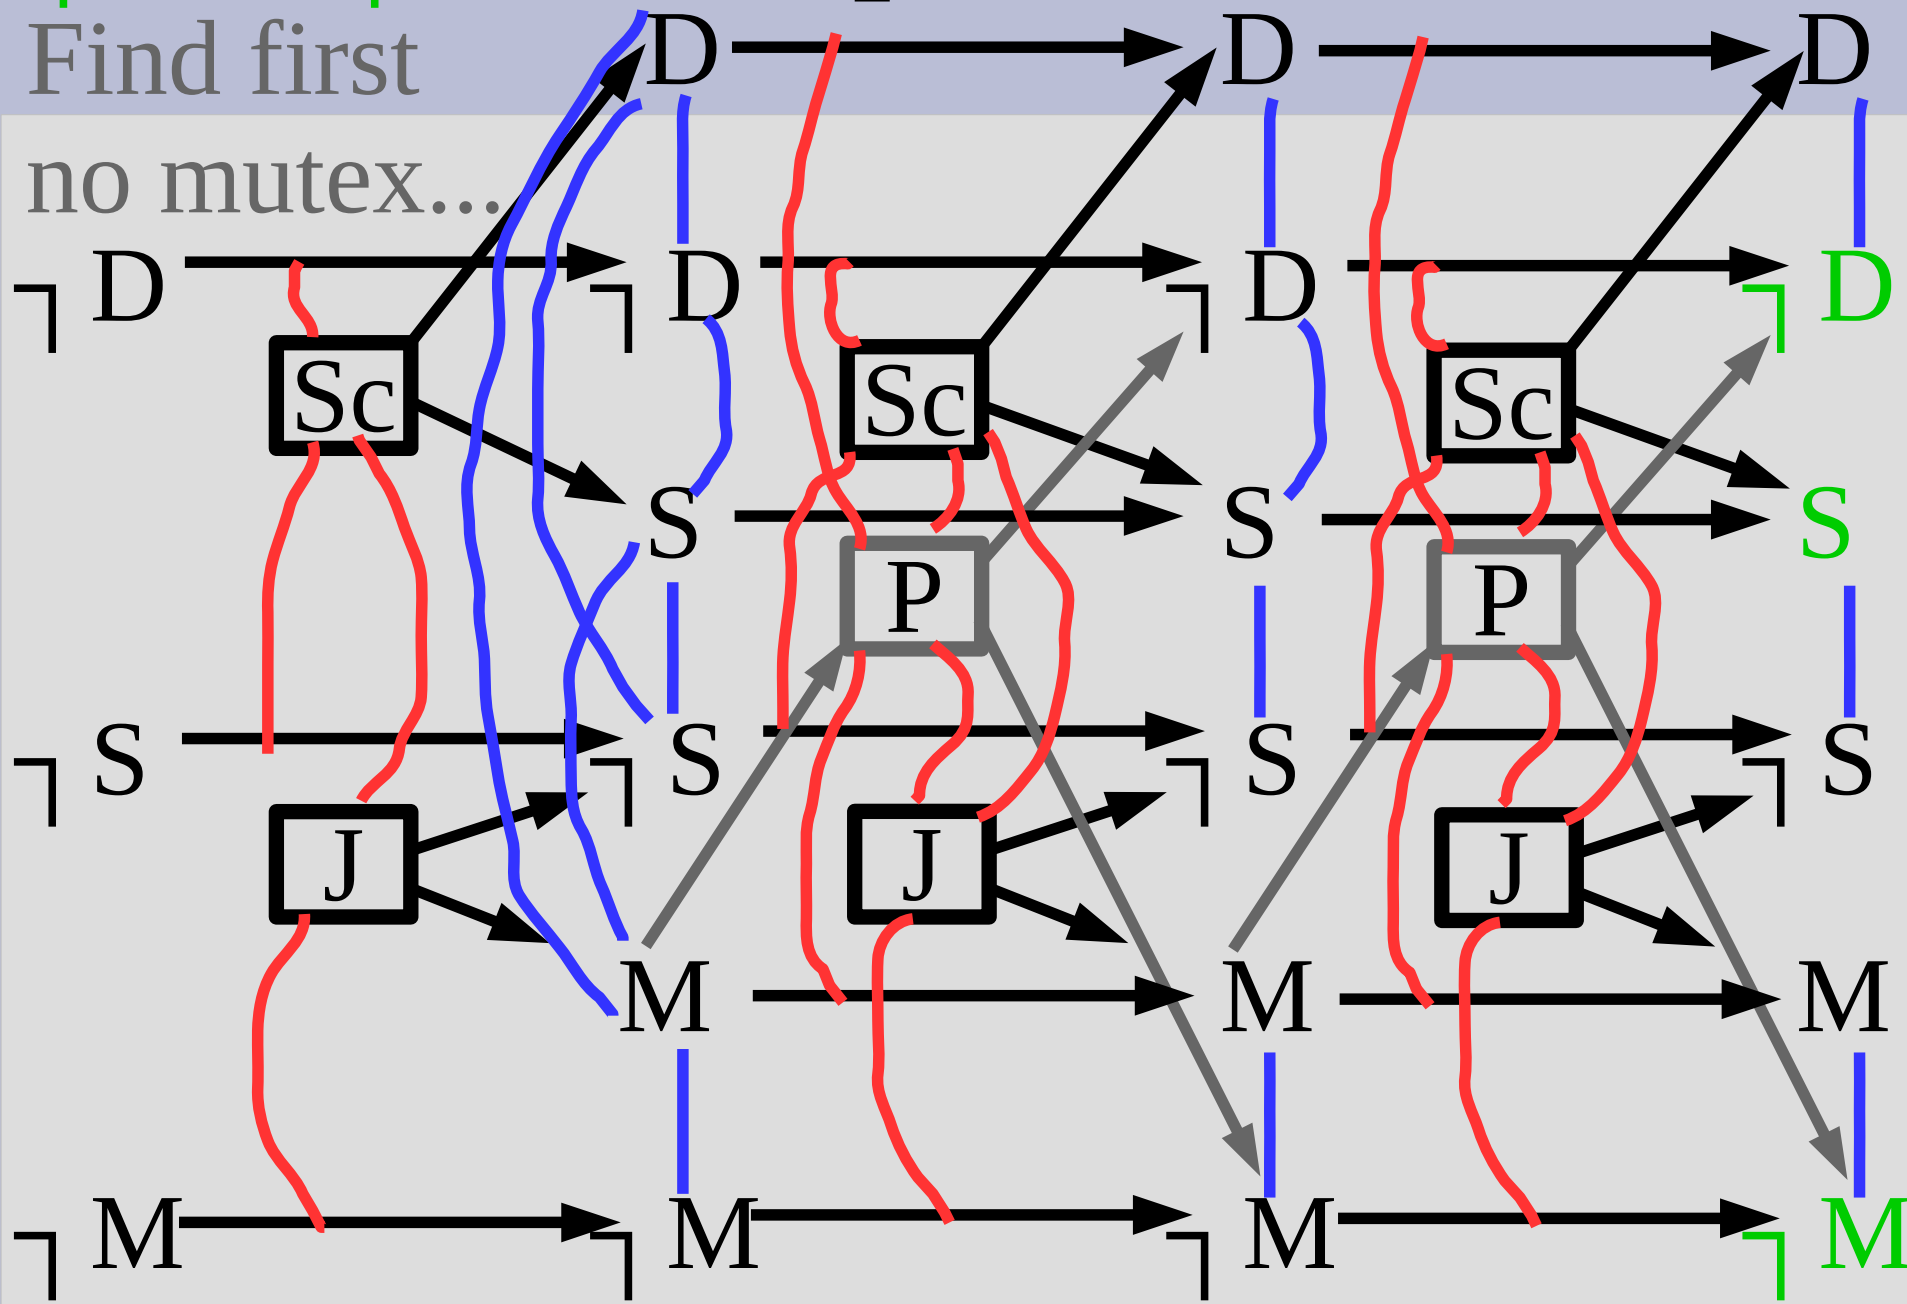 Find first D D D
no mutex...
¬D D ¬D ¬D
Sc Sc Sc
S S S
P P
¬S ¬S ¬S ¬S
J J J
M M M
¬M ¬M ¬M ¬M